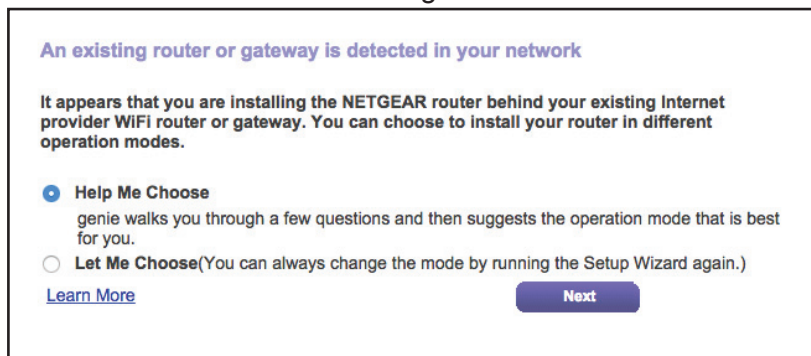 An existing router or gateway is detected in your network
It appears that you are installing the NETGEAR router behind your existing Internet
provider WiFi router or gateway. You can choose to install your router in different
operation modes.
Help Me Choose
genie walks you through a few questions and then suggests the operation mode that is best
for you.
Let Me Choose(You can always change the mode by running the Setup Wizard again.)
Learn More
Next